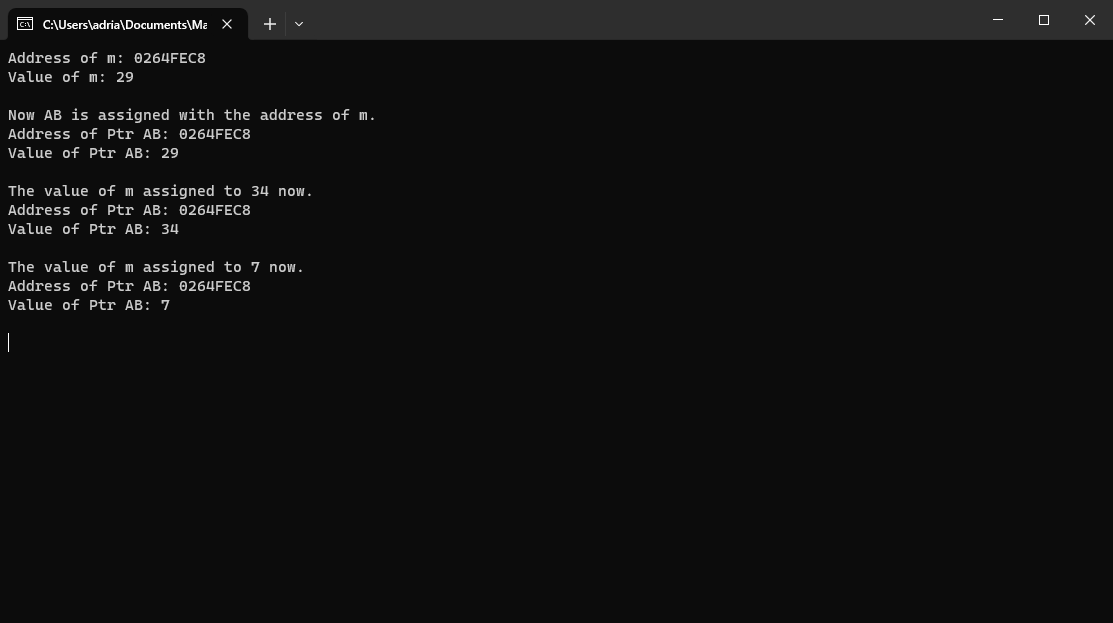 C:\Users\adria\Documents\Ma
Address of m: 0264FEC8
Value of m: 29
Now AB is assigned with the address of m.
Address of Ptr AB: 0264FEC8
Value of Ptr AB: 29
The value of m assigned to 34 now.
Address of Ptr AB: 0264FEC8
Value of Ptr AB: 34
The value of m assigned to 7 now.
Address of Ptr AB: 0264FEC8
Value of Ptr AB: 7